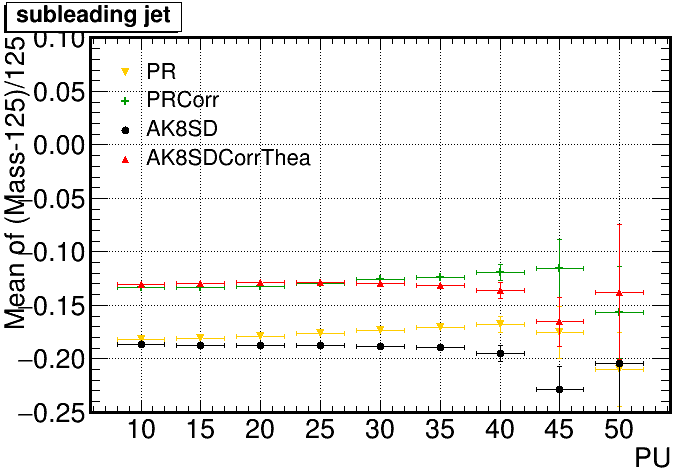 subleading jet
Mean of (Mass-125)/125
0.10
0.05
0.00
−0.05
−0.10
−0.15
−0.20
−0.25
PR
PRCorr
AK8SD
AK8SDCorrThea
10 15 20 25 30 35 40 45 50
PU